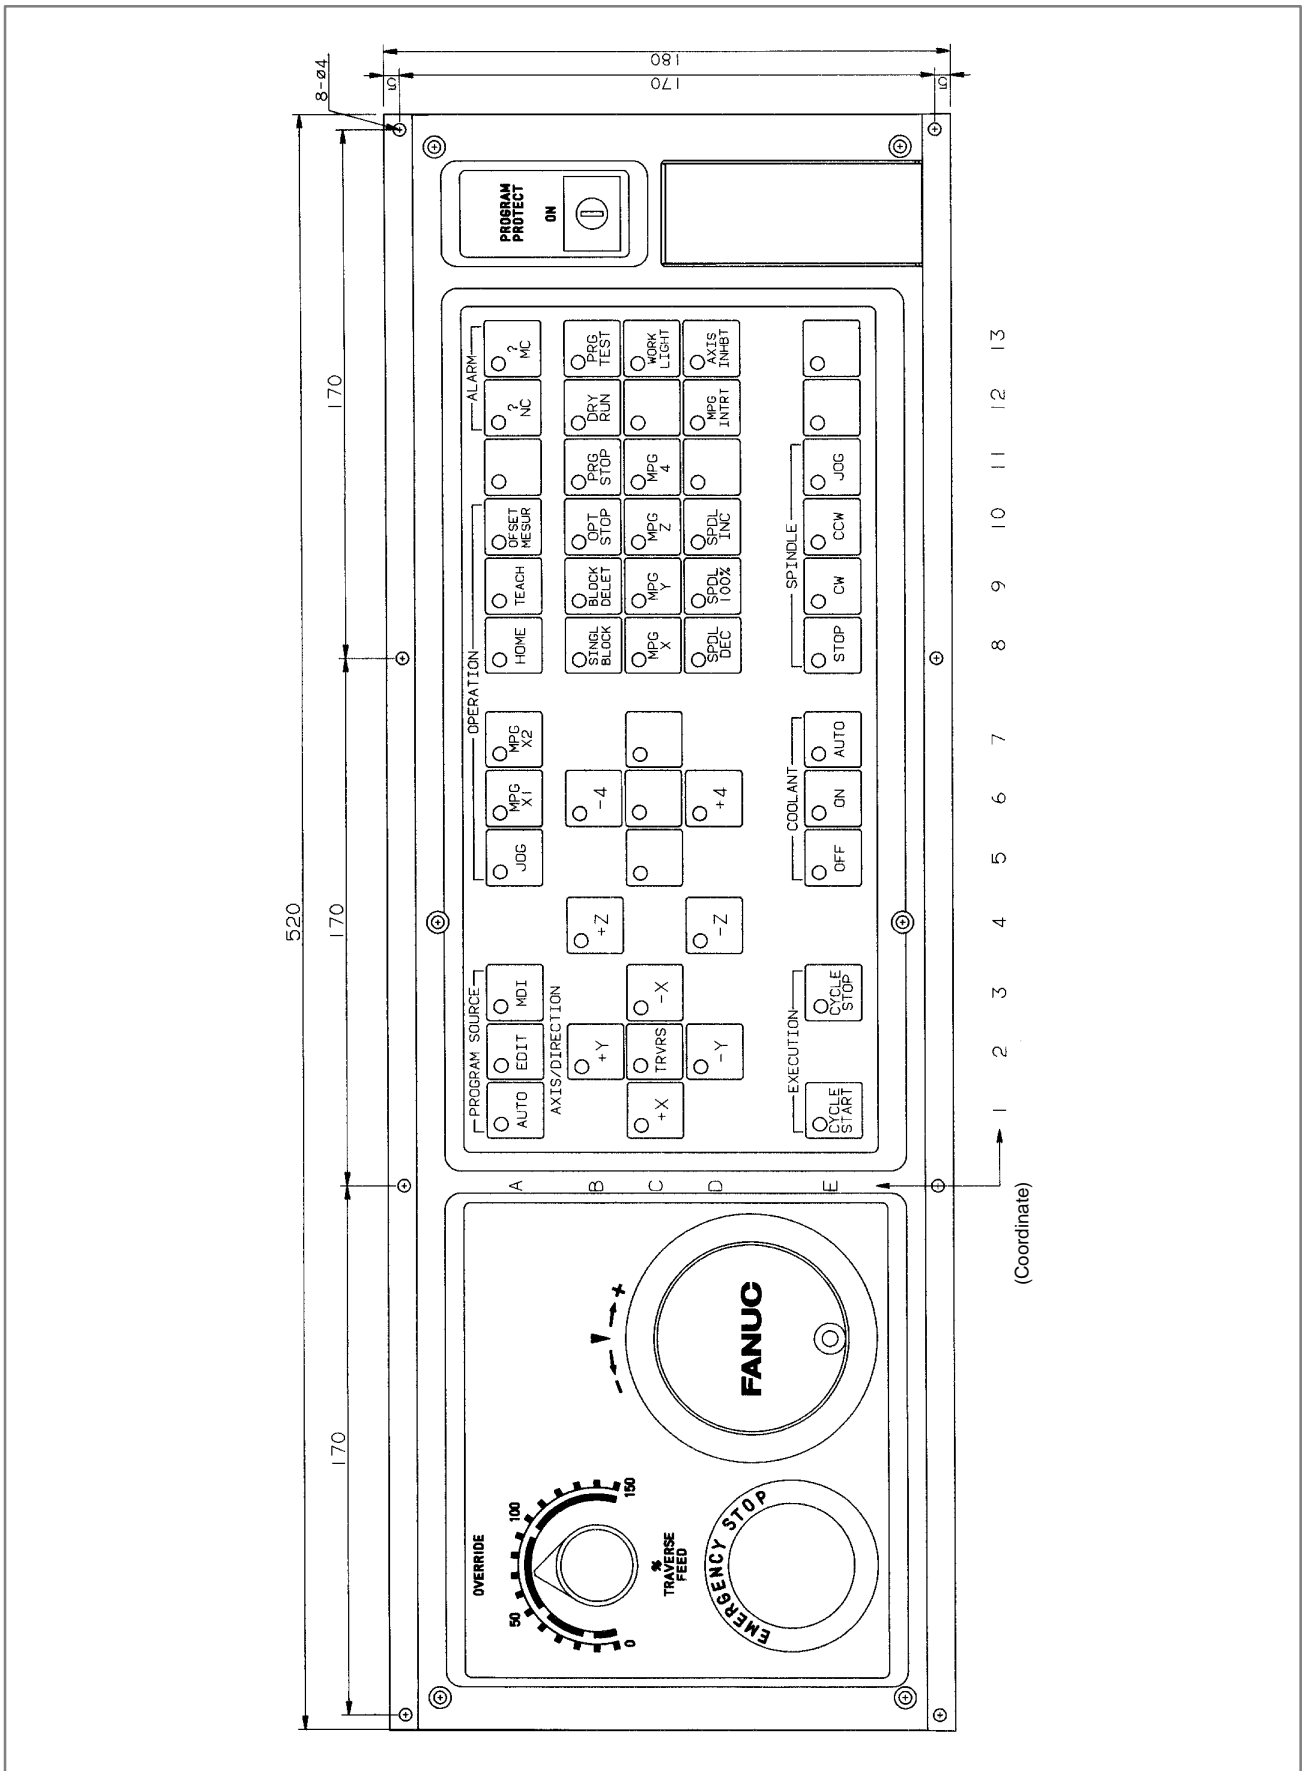 520
170
170
170
8-ø4
180
170
5
5
OVERRIDE
0
50
100
150
%
TRAVERSE
FEED
EMERGENCY STOP
- +
FANUC
PROGRAM SOURCE
OPERATION
ALARM
A
AUTO
EDIT
MDI
JOG
MPG
X1
MPG
X2
HOME
TEACH
OFSET
MESUR
?
NC
?
MC
AXIS/DIRECTION
B
+Y
+Z
-4
SINGL
BLOCK
BLOCK
DELET
OPT
STOP
PRG
STOP
DRY
RUN
PRG
TEST
C
+X
TRVRS
-X
MPG
X
MPG
Y
MPG
Z
MPG
4
WORK
LIGHT
D
-Y
-Z
+4
SPDL
DEC
SPDL
100%
SPDL
INC
MPG
INTRT
AXIS
INHBT
EXECUTION
COOLANT
SPINDLE
E
CYCLE
START
CYCLE
STOP
OFF
ON
AUTO
STOP
CW
CCW
JOG
PROGRAM
PROTECT
ON
1 2 3 4 5 6 7 8 9 10 11 12 13
(Coordinate)